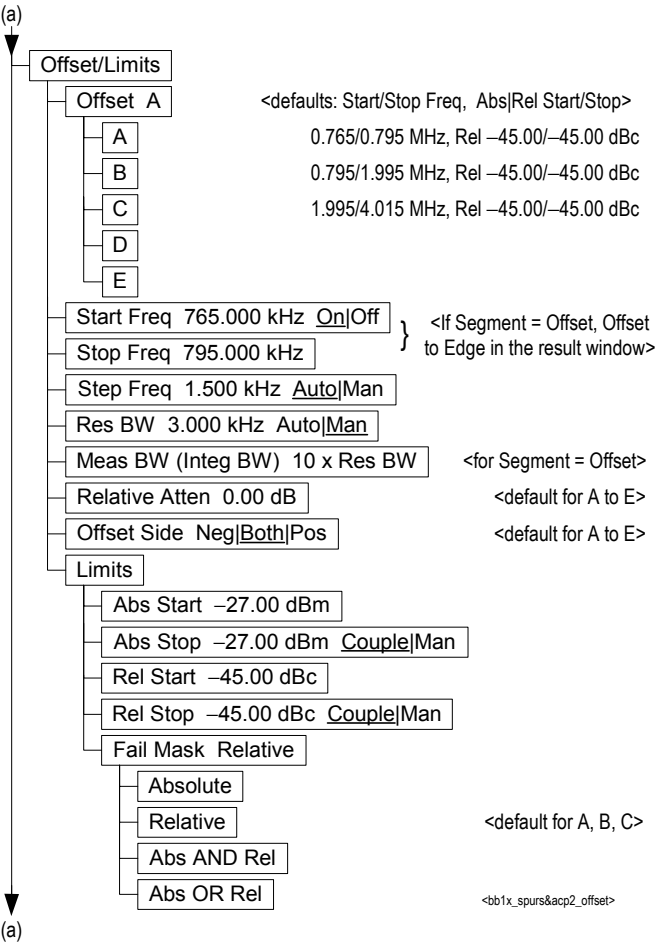 (a)
Offset/Limits
Offset A <defaults: Start/Stop Freq, Abs|Rel Start/Stop>
A 0.765/0.795 MHz, Rel –45.00/–45.00 dBc
B 0.795/1.995 MHz, Rel –45.00/–45.00 dBc
C 1.995/4.015 MHz, Rel –45.00/–45.00 dBc
D
E
Start Freq 765.000 kHz On|Off
} <If Segment = Offset, Offset
to Edge in the result window>
Stop Freq 795.000 kHz
Step Freq 1.500 kHz Auto|Man
Res BW 3.000 kHz Auto|Man
Meas BW (Integ BW) 10 x Res BW <for Segment = Offset>
Relative Atten 0.00 dB <default for A to E>
Offset Side Neg|Both|Pos <default for A to E>
Limits
Abs Start –27.00 dBm
Abs Stop –27.00 dBm Couple|Man
Rel Start –45.00 dBc
Rel Stop –45.00 dBc Couple|Man
Fail Mask Relative
Absolute
Relative <default for A, B, C>
Abs AND Rel
Abs OR Rel <bb1x_spurs&acp2_offset>
(a)